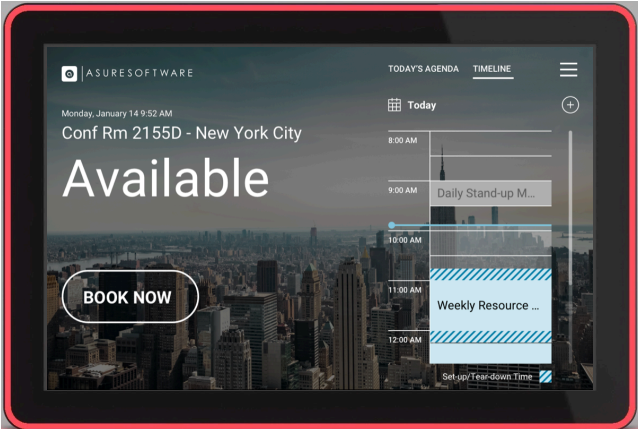 ASURESOFTWARE
TODAY'S AGENDA
TIMELINE
Monday, January 14 9:52 AM
Conf Rm 2155D - New York City
Available
BOOK NOW
Today
8:00 AM
9:00 AM
Daily Stand-up M...
10:00 AM
11:00 AM
Weekly Resource ...
12:00 AM
Set-up/Tear-down Time